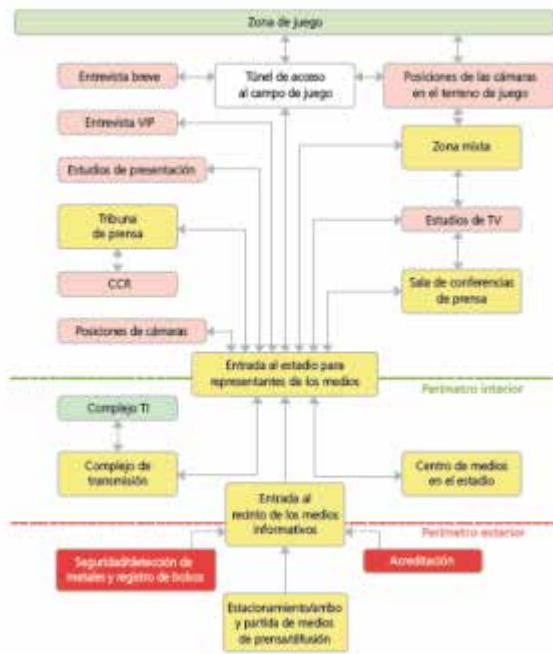 Zona de juego
Entrevista breve
Túnel de acceso
al campo de juego
Posiciones de las cámaras
en el terreno de juego
Entrevista VIP
Zona mixta
Estudios de presentación
Tribuna
de prensa
Estudios de TV
CCR
Sala de conferencias
de prensa
Posiciones de cámaras
Entrada al estadio para
representantes de los medios
Perímetro interior
Complejo TI
Complejo de
transmisión
Centro de medios
en el estadio
Entrada al
recinto de los medios
informativos
Perímetro exterior
Seguridad/detección de
metales y registro de bolsos
Acreditación
Estacionamiento/arribo
y partida de medios
de prensa/difusión